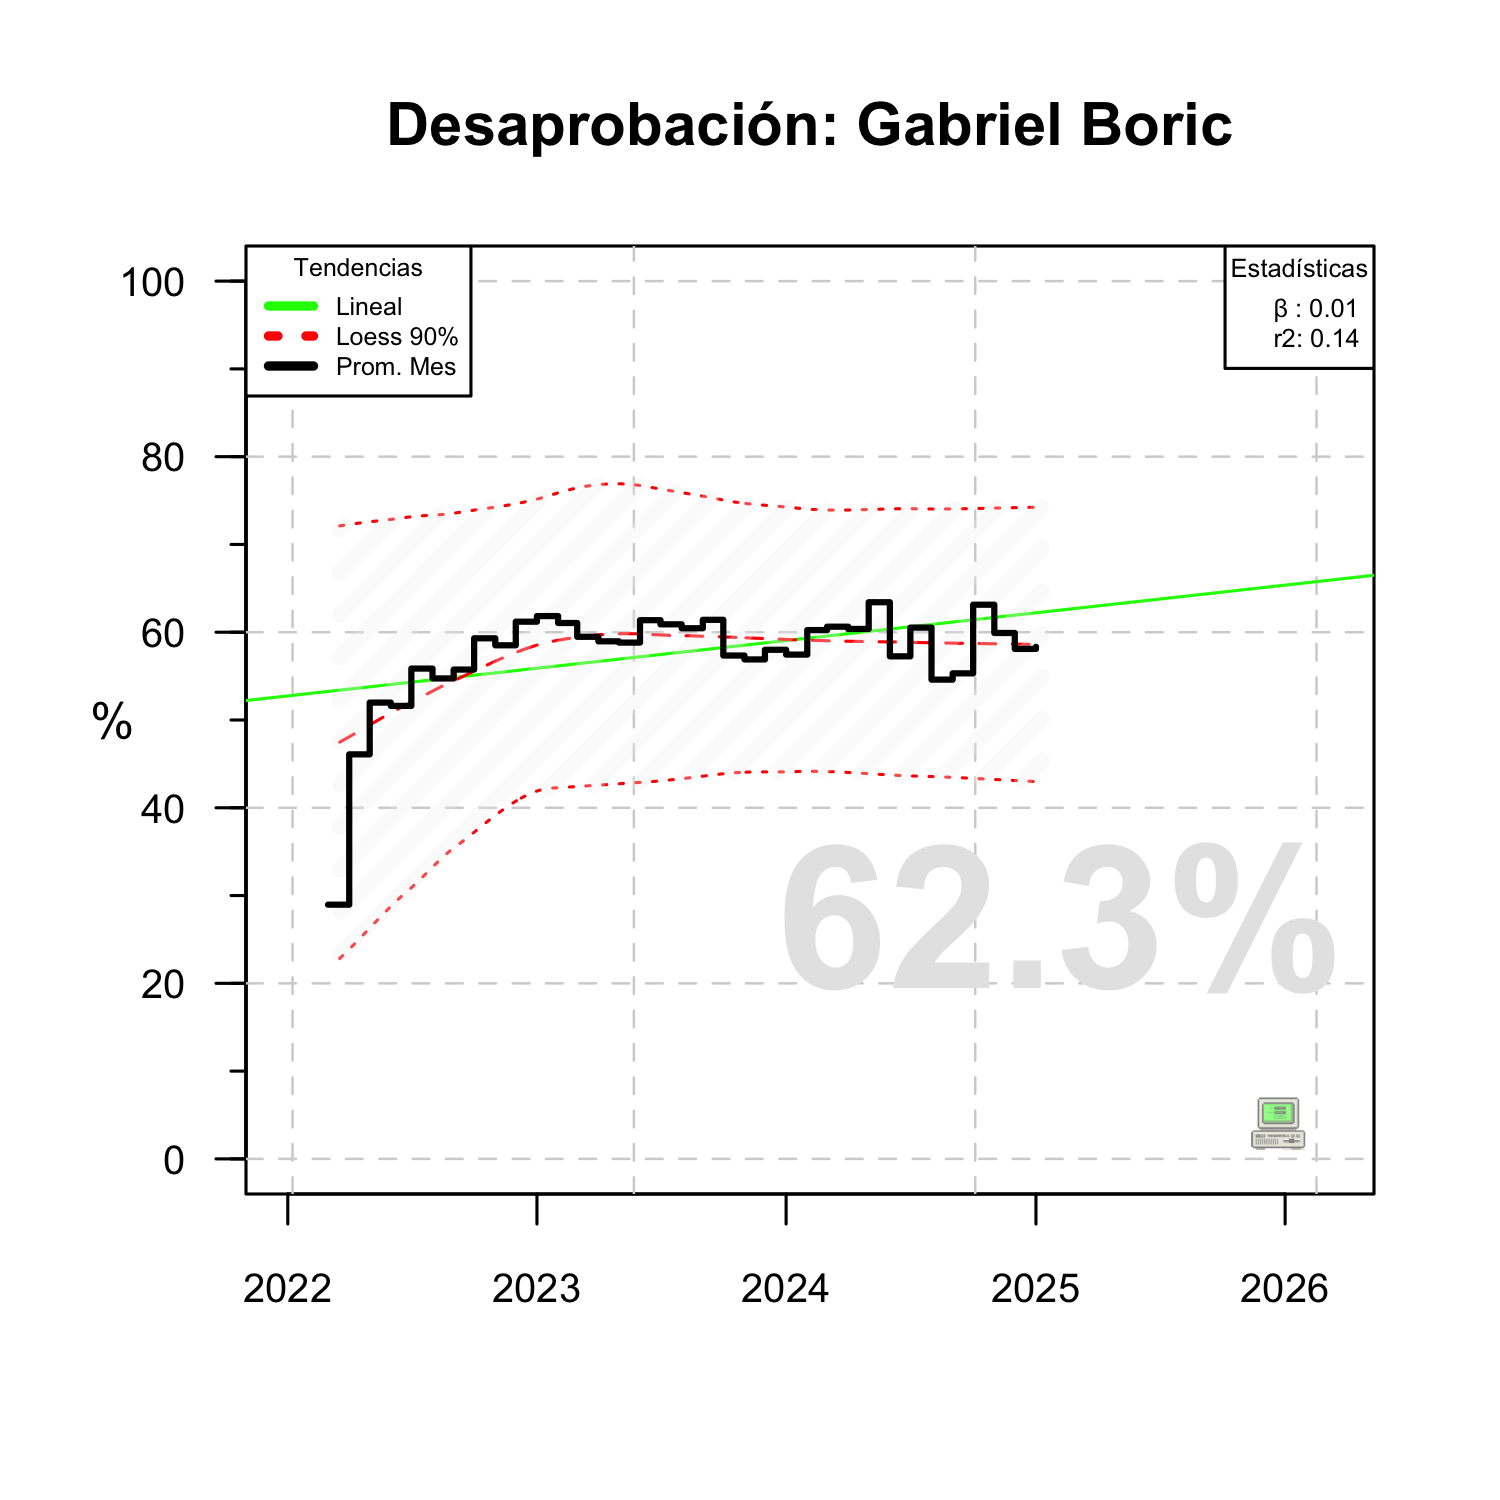 Desaprobación: Gabriel Boric
Tendencias
Lineal
Loess 90%
Prom. Mes
Estadísticas
β : 0.01
r2: 0.14
100
80
60
40
20
0
%
62.3%
2022
2023
2024
2025
2026